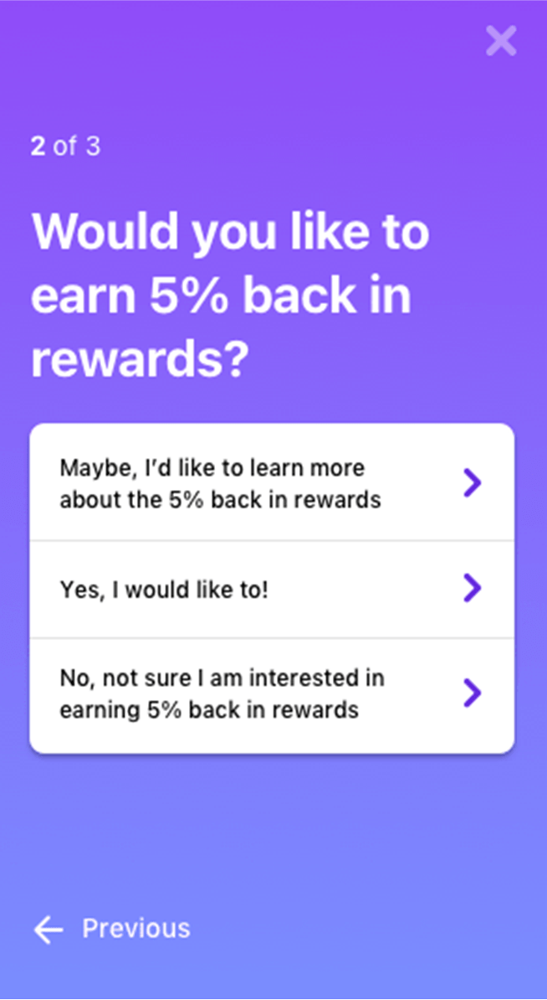 2 of 3
Would you like to
earn 5% back in
rewards?
Maybe, I’d like to learn more
about the 5% back in rewards
Yes, I would like to!
No, not sure I am interested in
earning 5% back in rewards
Previous